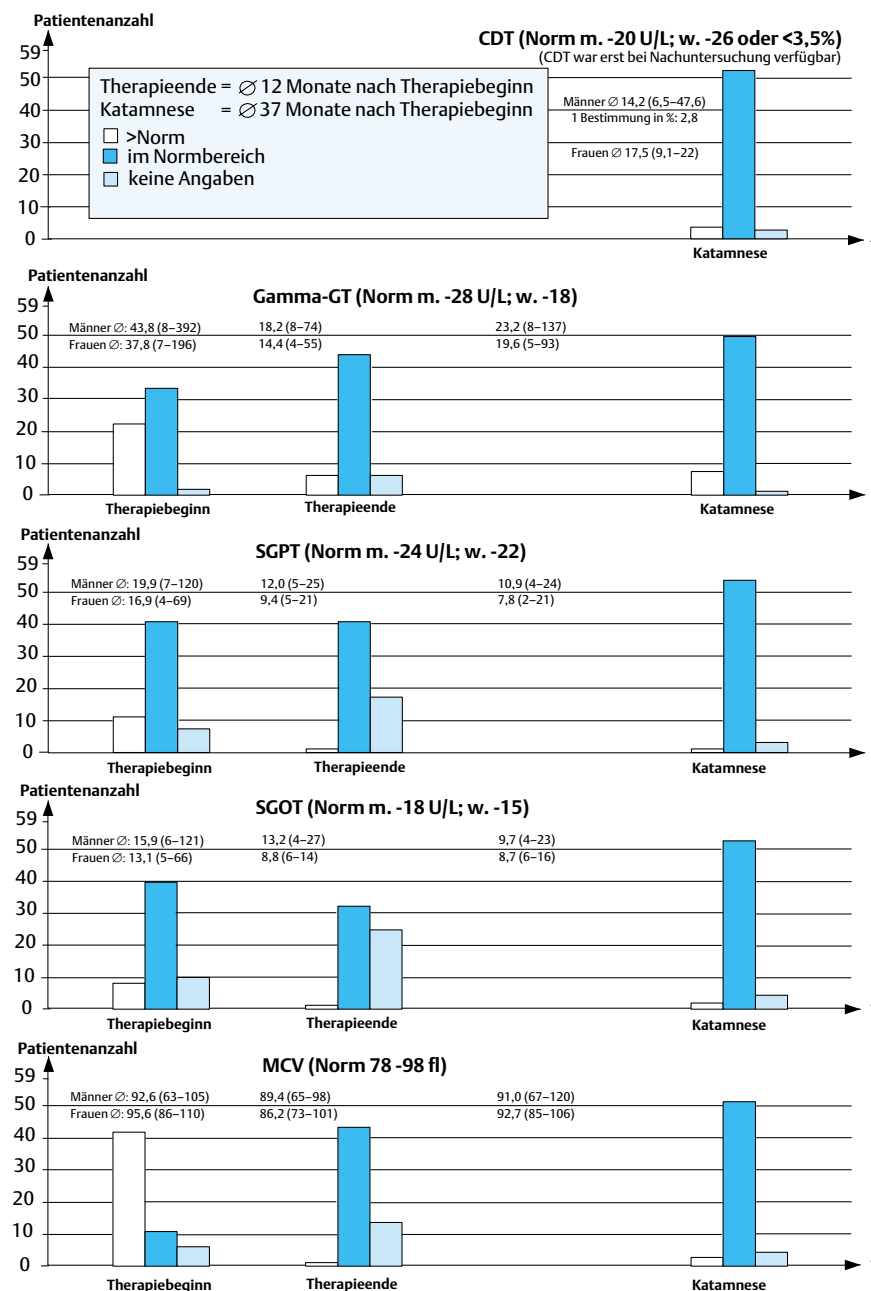 Patientenanzahl
CDT (Norm m. -20 U/L; w. -26 oder <3,5%)
(CDT war erst bei Nachuntersuchung verfügbar)
59
50
40
30
20
10
0
Therapieende = ∅ 12 Monate nach Therapiebeginn
Katamnese = ∅ 37 Monate nach Therapiebeginn
>Norm
im Normbereich
keine Angaben
Männer ∅ 14,2 (6,5–47,6)
1 Bestimmung in %: 2,8
Frauen ∅ 17,5 (9,1–22)
Katamnese
Patientenanzahl
Gamma-GT (Norm m. -28 U/L; w. -18)
59
50
40
30
20
10
0
Männer ∅: 43,8 (8–392) 18,2 (8–74) 23,2 (8–137)
Frauen ∅: 37,8 (7–196) 14,4 (4–55) 19,6 (5–93)
Therapiebeginn Therapieende Katamnese
Patientenanzahl
SGPT (Norm m. -24 U/L; w. -22)
59
50
40
30
20
10
0
Männer ∅: 19,9 (7–120) 12,0 (5–25) 10,9 (4–24)
Frauen ∅: 16,9 (4–69) 9,4 (5–21) 7,8 (2–21)
Therapiebeginn Therapieende Katamnese
Patientenanzahl
SGOT (Norm m. -18 U/L; w. -15)
59
50
40
30
20
10
0
Männer ∅: 15,9 (6–121) 13,2 (4–27) 9,7 (4–23)
Frauen ∅: 13,1 (5–66) 8,8 (6–14) 8,7 (6–16)
Therapiebeginn Therapieende Katamnese
Patientenanzahl
MCV (Norm 78 -98 fl)
59
50
40
30
20
10
0
Männer ∅: 92,6 (63–105) 89,4 (65–98) 91,0 (67–120)
Frauen ∅: 95,6 (86–110) 86,2 (73–101) 92,7 (85–106)
Therapiebeginn Therapieende Katamnese